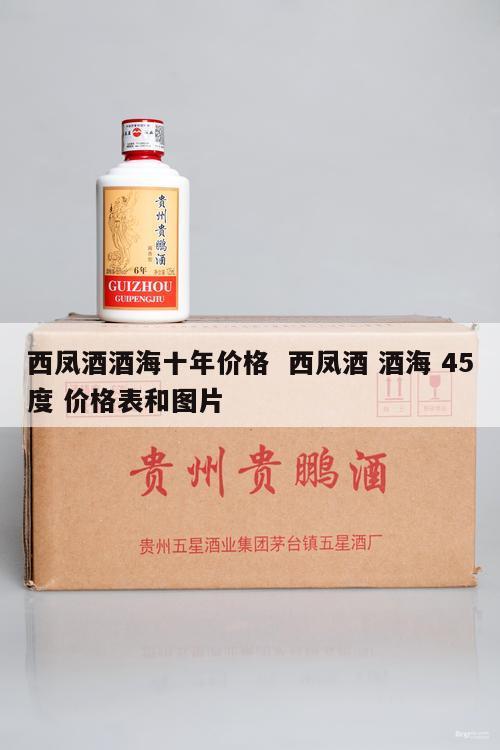 贵州贵鹏酒
6年
GUIZHOU
GUIPENGJIU
西凤酒酒海十年价格 西凤酒 酒海 45
度 价格表和图片
贵州贵鹏酒
贵州五星酒业集团茅台镇五星酒厂